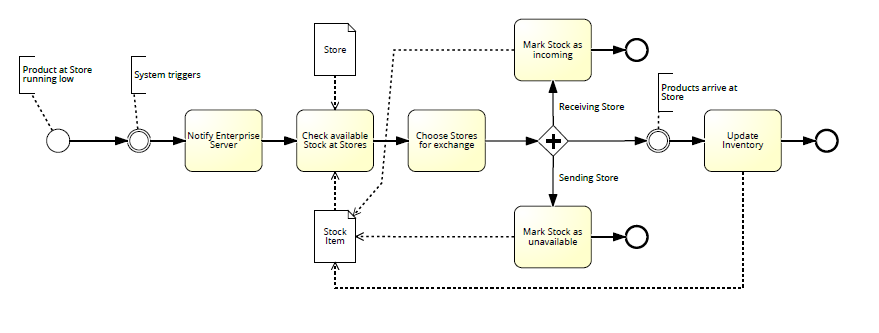 Product at Store
running low
System triggers
Notify Enterprise
Server
Store
Check available
Stock at Stores
Stock
Item
Choose Stores
for exchange
Mark Stock as
incoming
Receiving Store
Sending Store
Mark Stock as
unavailable
Products arrive at
Store
Update
Inventory